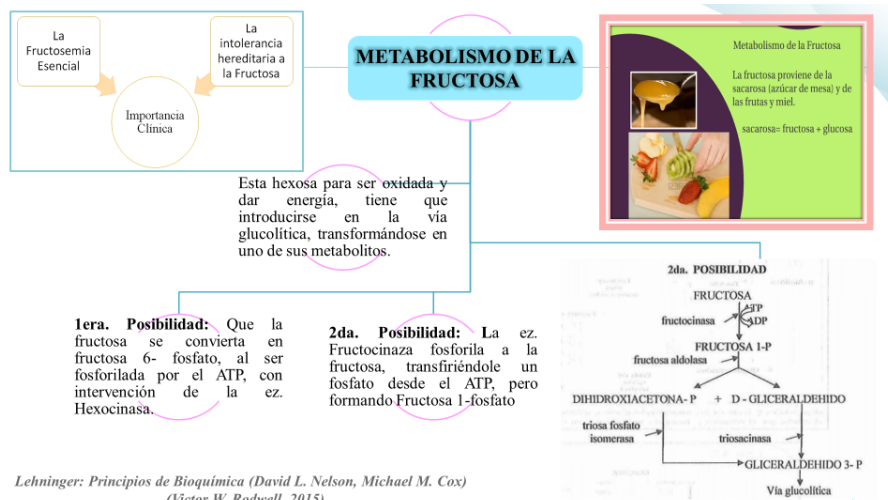 La
Fructosemia
Esencial
La
intolerancia
hereditaria a
la Fructosa
Importancia
Clínica
METABOLISMO DE LA
FRUCTOSA
Metabolismo de la Fructosa
La fructosa proviene de la
sacarosa (azúcar de mesa) y de
las frutas y miel.
sacarosa= fructosa + glucosa
Esta hexosa para ser oxidada y
dar energía, tiene que
introducirse en la vía
glucolítica, transformándose en
uno de sus metabolitos.
1era. Posibilidad: Que la
fructosa se convierta en
fructosa 6- fosfato, al ser
fosforilada por el ATP, con
intervención de la ez.
Hexocinasa.
2da. Posibilidad: La ez.
Fructocinaza fosforila a la
fructosa, transfiriéndole un
fosfato desde el ATP, pero
formando Fructosa 1-fosfato
2da. POSIBILIDAD
FRUCTOSA
ATP
fructocinasa
ADP
FRUCTOSA 1-P
fructosa aldolasa
DIHIDROXIACETONA- P + D - GLICERALDEHIDO
triosa fosfato
isomerasa
triosacinasa
GLICERALDEHIDO 3- P
Vía glucolítica
Lehninger: Principios de Bioquímica (David L. Nelson, Michael M. Cox)
(Victor W. Rodwell, 2015)